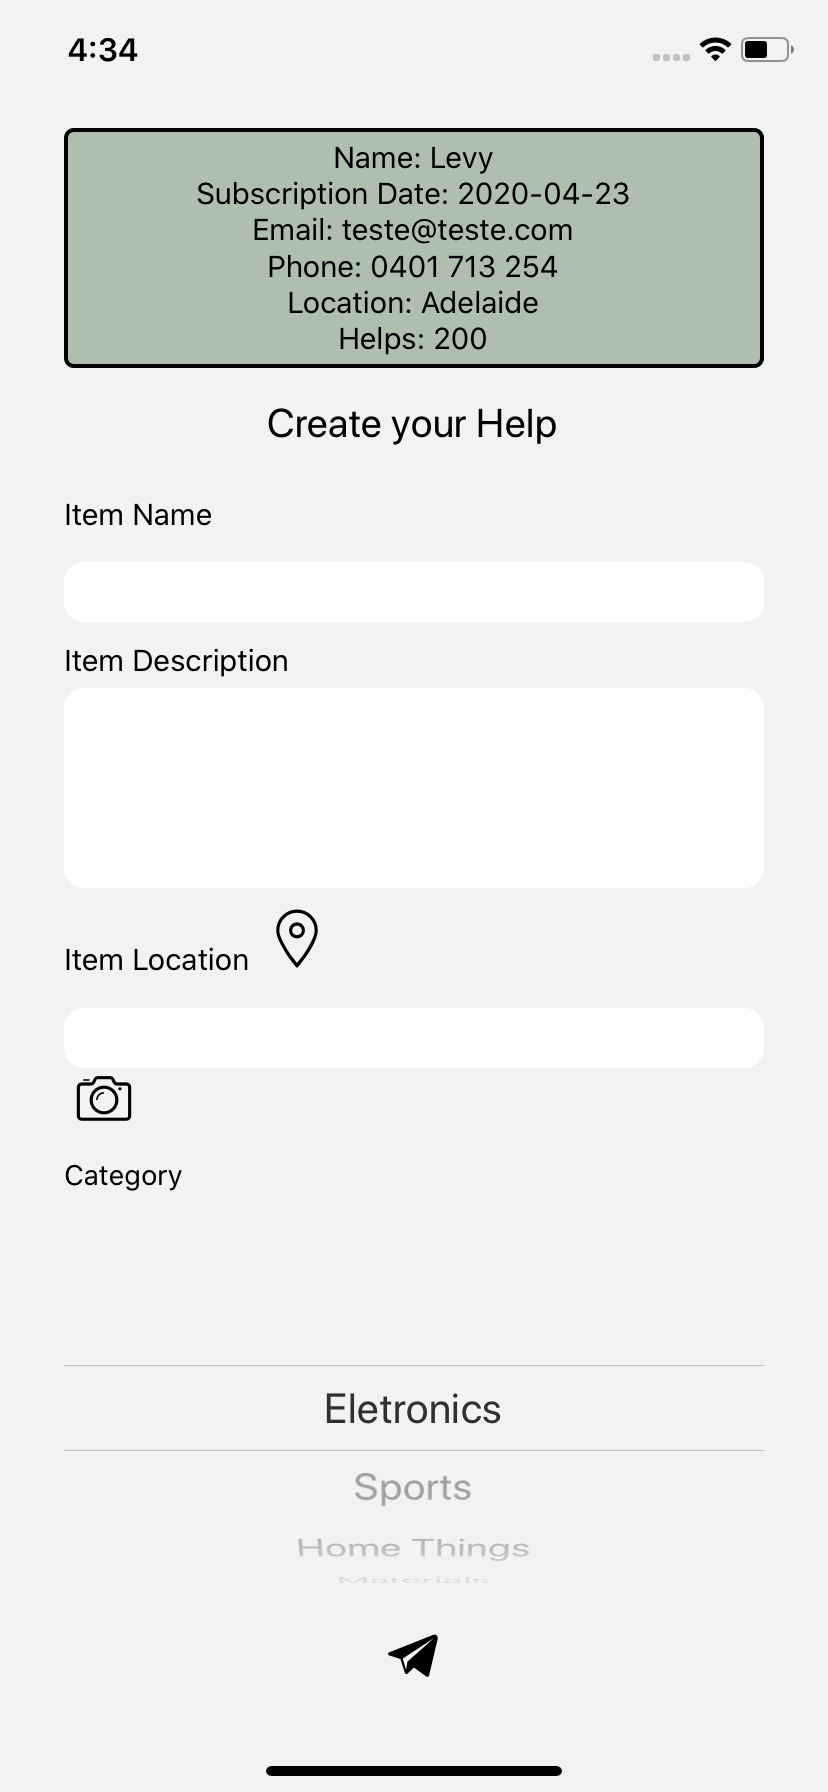 4:34
Name: Levy
Subscription Date: 2020-04-23
Email: teste@teste.com
Phone: 0401 713 254
Location: Adelaide
Helps: 200
Create your Help
Item Name
Item Description
Item Location
Category
Eletronics
Sports
Home Things
Materials